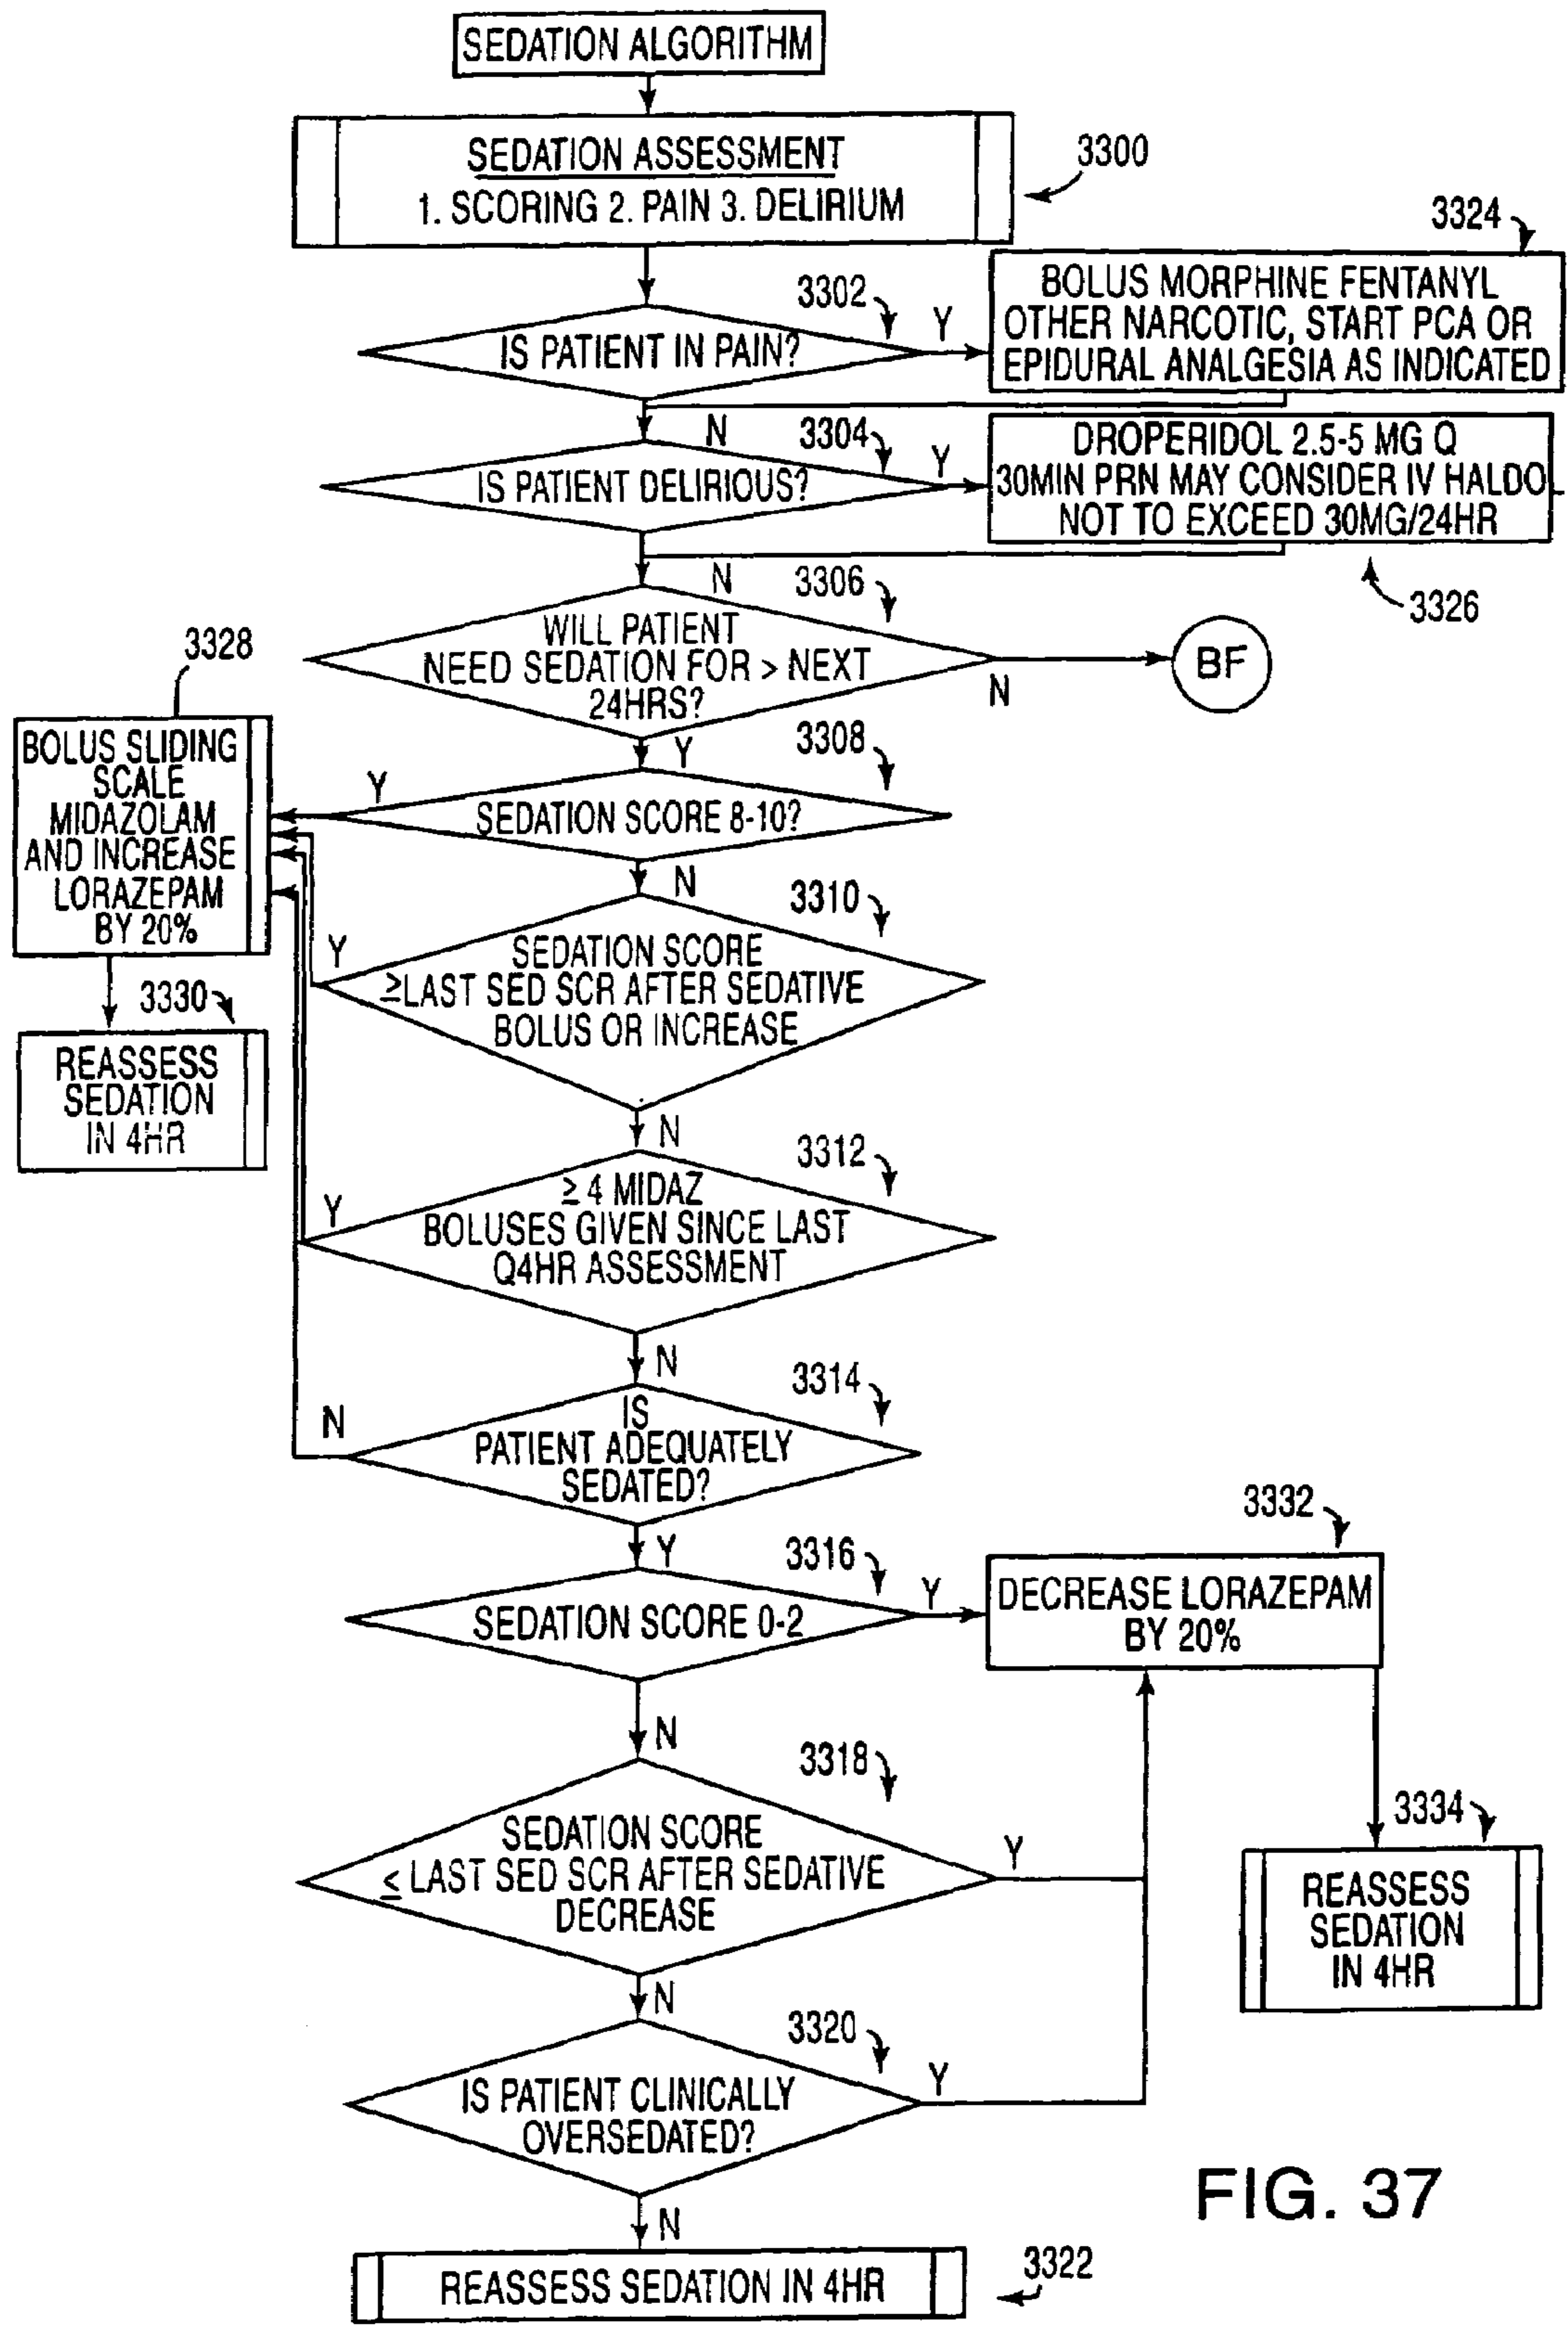 SEDATION ALGORITHM
SEDATION ASSESSMENT
1. SCORING 2. PAIN 3. DELIRIUM
3300
3324
BOLUS MORPHINE FENTANYL
OTHER NARCOTIC, START PCA OR
EPIDURAL ANALGESIA AS INDICATED
3302
Y
IS PATIENT IN PAIN?
N
3304
Y
IS PATIENT DELIRIOUS?
DROPERIDOL 2.5-5 MG Q
30MIN PRN MAY CONSIDER IV HALDOL
NOT TO EXCEED 30MG/24HR
3326
N
3306
WILL PATIENT
NEED SEDATION FOR > NEXT
24HRS?
N
BF
3328
BOLUS SLIDING
SCALE
MIDAZOLAM
AND INCREASE
LORAZEPAM
BY 20%
Y
3308
Y
SEDATION SCORE 8-10?
N
3310
Y
SEDATION SCORE
≥LAST SED SCR AFTER SEDATIVE
BOLUS OR INCREASE
3330
REASSESS
SEDATION
IN 4HR
N
3312
Y
≥ 4 MIDAZ
BOLUSES GIVEN SINCE LAST
Q4HR ASSESSMENT
N
3314
N
IS
PATIENT ADEQUATELY
SEDATED?
Y
3316
Y
SEDATION SCORE 0-2
3332
DECREASE LORAZEPAM
BY 20%
N
3318
Y
SEDATION SCORE
≤ LAST SED SCR AFTER SEDATIVE
DECREASE
3334
REASSESS
SEDATION
IN 4HR
N
3320
Y
IS PATIENT CLINICALLY
OVERSEDATED?
N
REASSESS SEDATION IN 4HR
3322
FIG. 37